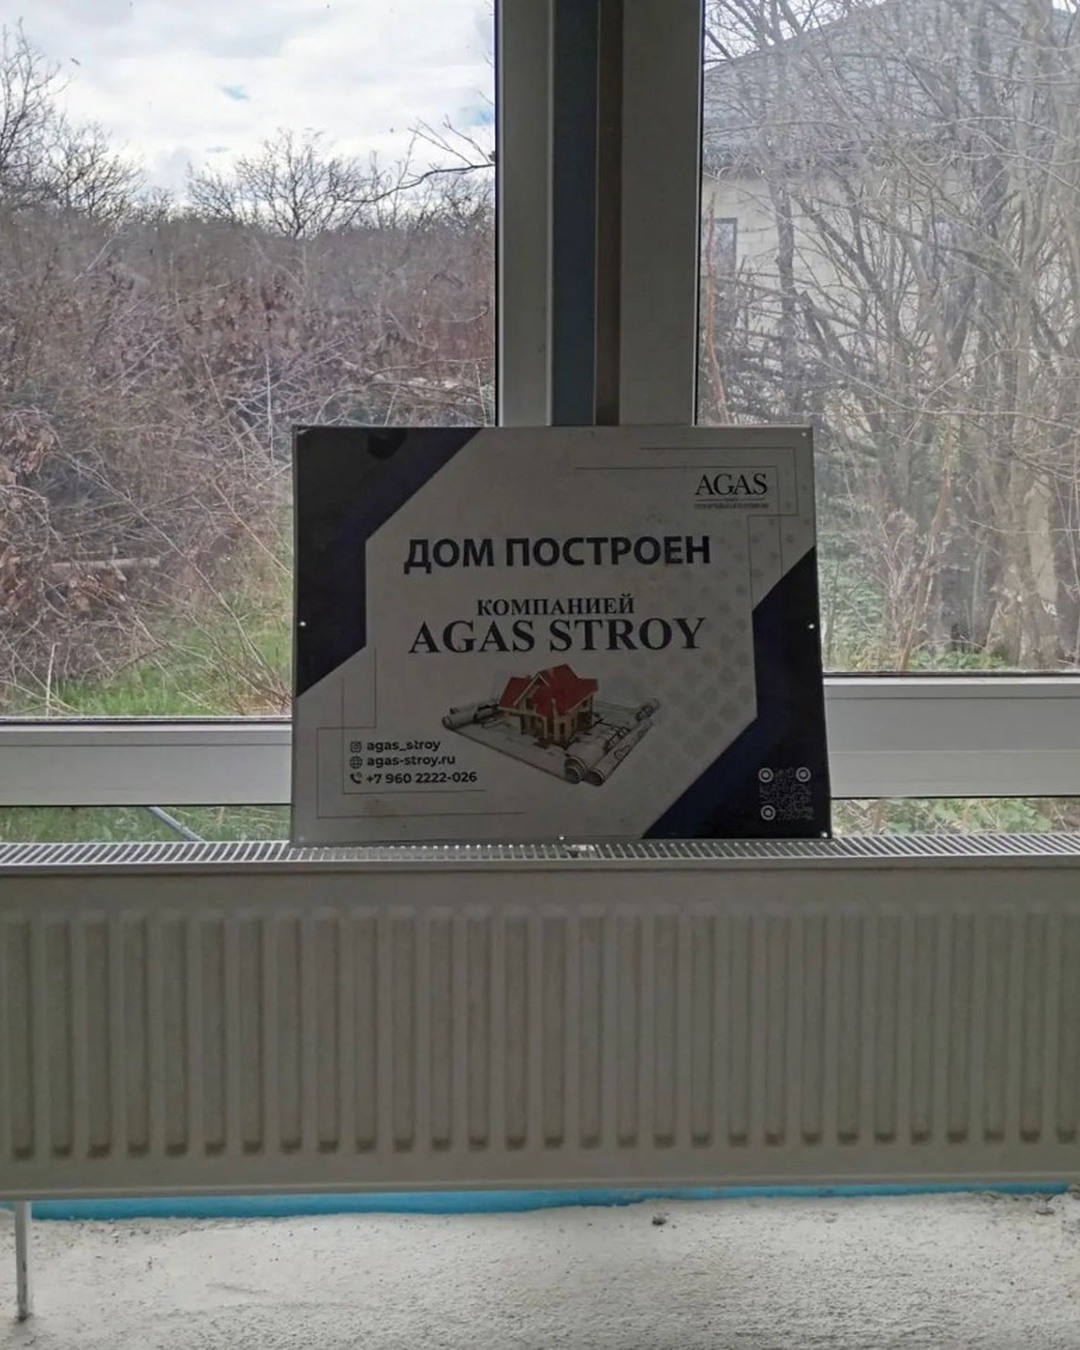 AGAS
ДОМ ПОСТРОЕН
КОМПАНИЕЙ
AGAS STROY
agas_stroy
agas-stroy.ru
+7 960 2222-026